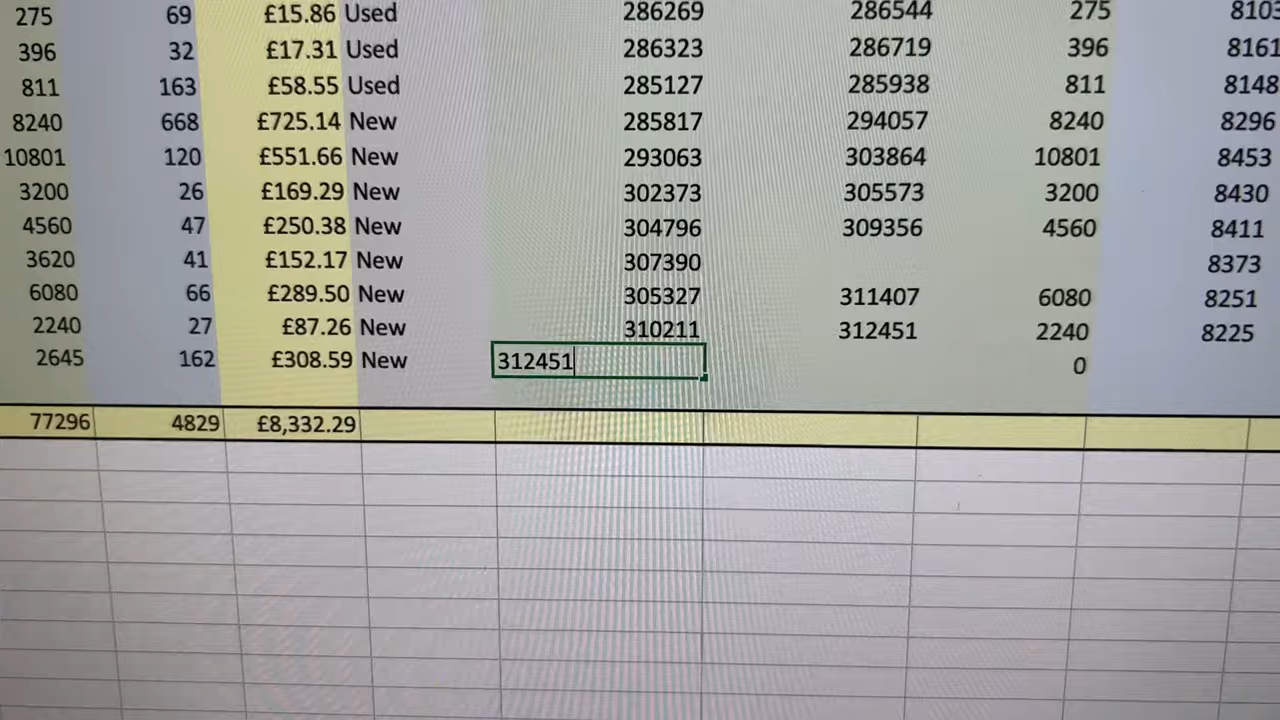 275 69 £15.86 Used 286269 286544 275 8103
396 32 £17.31 Used 286323 286719 396 8161
811 163 £58.55 Used 285127 285938 811 8148
8240 668 £725.14 New 285817 294057 8240 8296
10801 120 £551.66 New 293063 303864 10801 8453
3200 26 £169.29 New 302373 305573 3200 8430
4560 47 £250.38 New 304796 309356 4560 8411
3620 41 £152.17 New 307390 8373
6080 66 £289.50 New 305327 311407 6080 8251
2240 27 £87.26 New 310211 312451 2240 8225
2645 162 £308.59 New 312451 0
77296 4829 £8,332.29